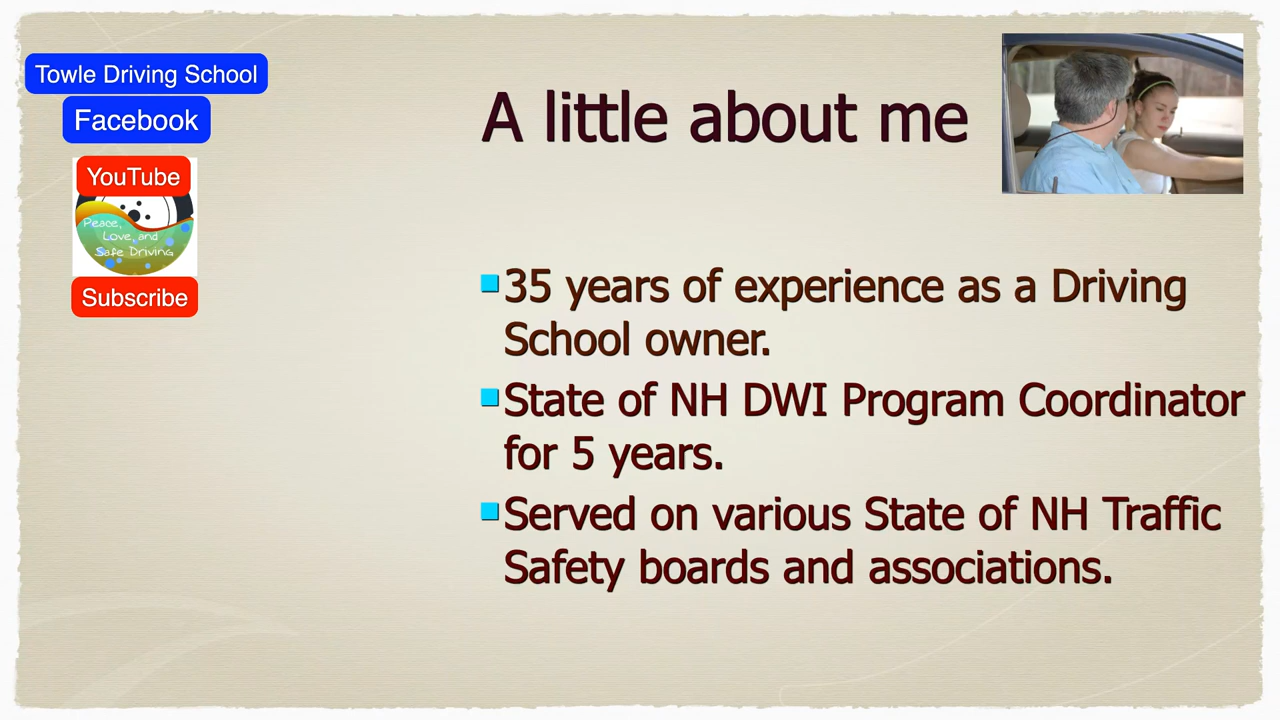 Towle Driving School
Facebook
YouTube
Peace,
Love, and
Safe Driving
Subscribe
A little about me
35 years of experience as a Driving
School owner.
State of NH DWI Program Coordinator
for 5 years.
Served on various State of NH Traffic
Safety boards and associations.